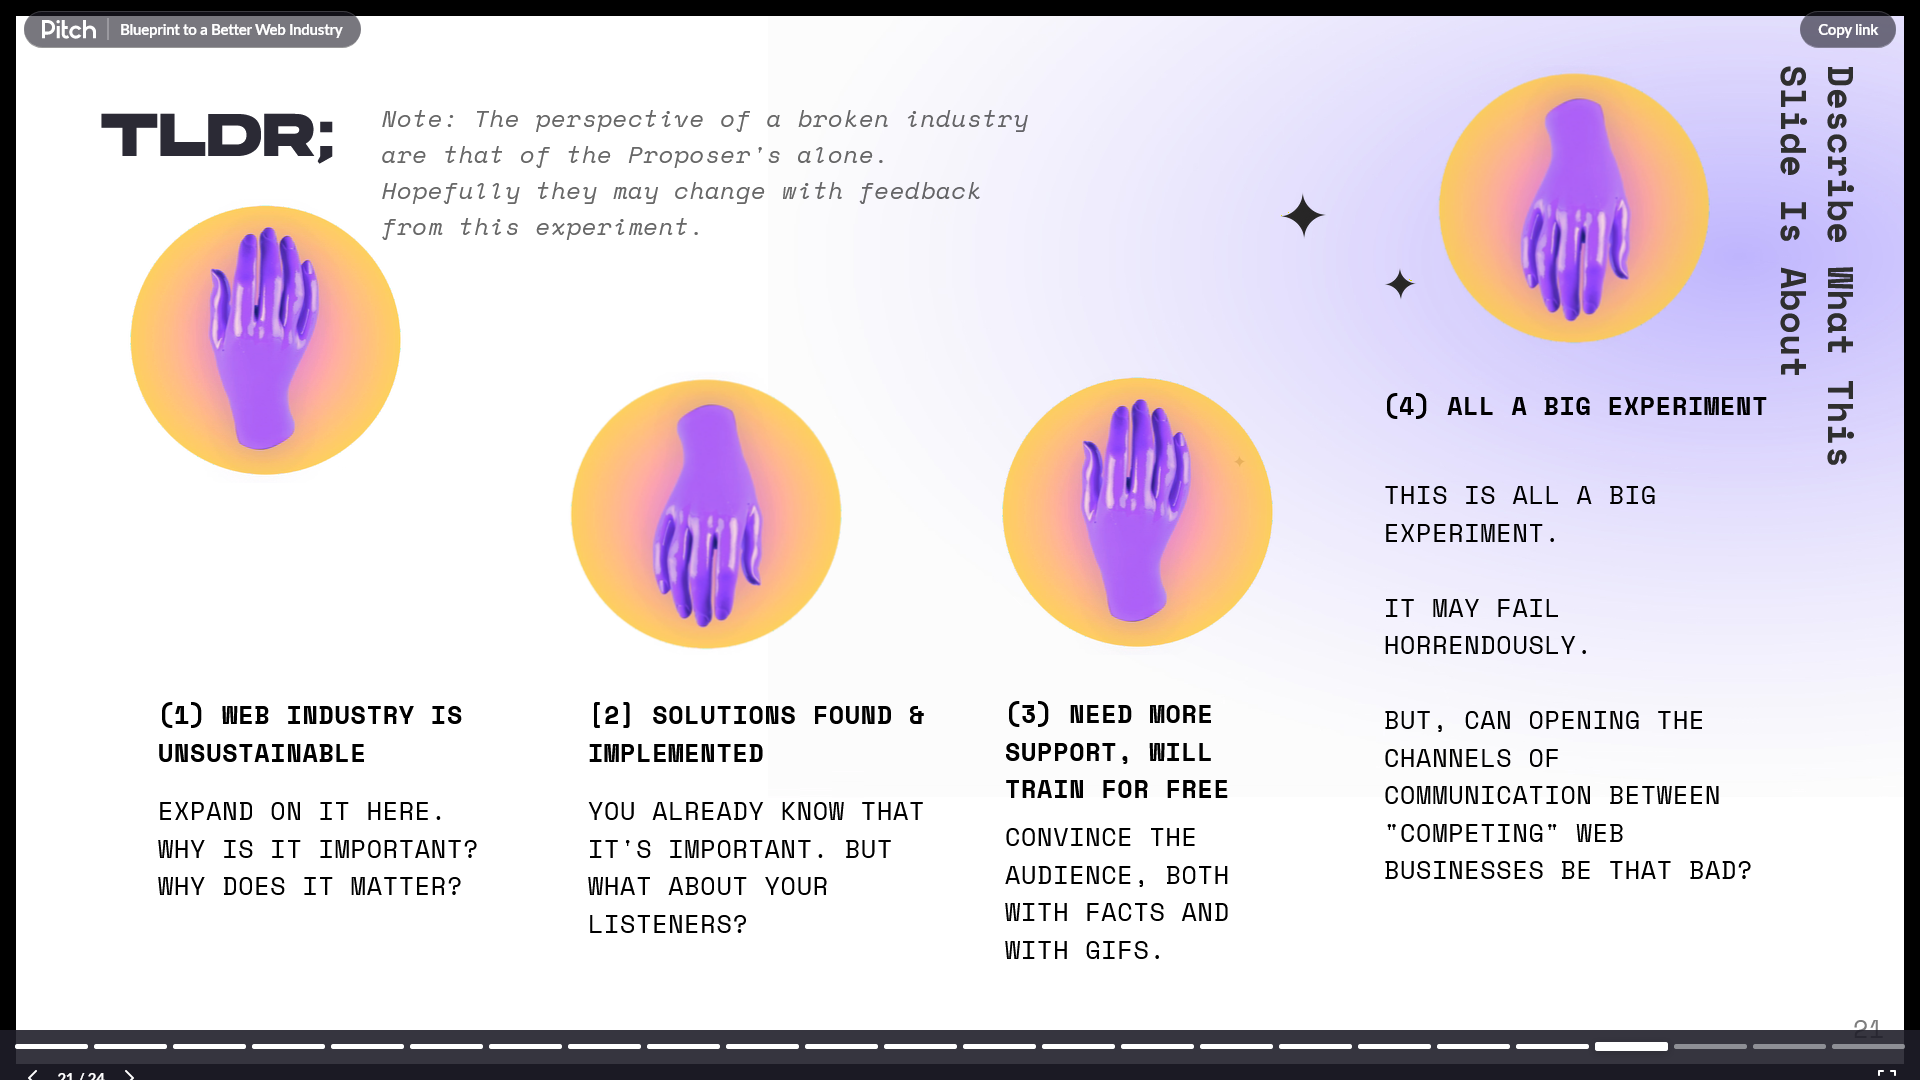 Pitch
Blueprint to a Better Web Industry
Copy link
TLDR;
Note: The perspective of a broken industry
are that of the Proposer's alone.
Hopefully they may change with feedback
from this experiment.
Describe What This
Slide Is About
(1) WEB INDUSTRY IS
UNSUSTAINABLE
EXPAND ON IT HERE.
WHY IS IT IMPORTANT?
WHY DOES IT MATTER?
[2] SOLUTIONS FOUND &
IMPLEMENTED
YOU ALREADY KNOW THAT
IT'S IMPORTANT. BUT
WHAT ABOUT YOUR
LISTENERS?
(3) NEED MORE
SUPPORT, WILL
TRAIN FOR FREE
CONVINCE THE
AUDIENCE, BOTH
WITH FACTS AND
WITH GIFS.
(4) ALL A BIG EXPERIMENT
THIS IS ALL A BIG
EXPERIMENT.
IT MAY FAIL
HORRENDOUSLY.
BUT, CAN OPENING THE
CHANNELS OF
COMMUNICATION BETWEEN
"COMPETING" WEB
BUSINESSES BE THAT BAD?
21
21 / 24